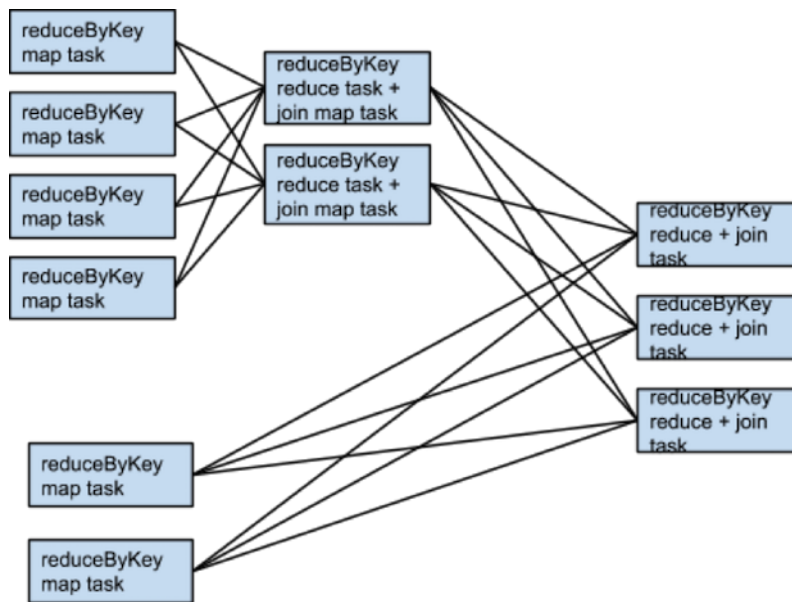 reduceByKey
map task
reduceByKey
map task
reduceByKey
map task
reduceByKey
map task
reduceByKey
reduce task +
join map task
reduceByKey
reduce task +
join map task
reduceByKey
reduce + join
task
reduceByKey
reduce + join
task
reduceByKey
reduce + join
task
reduceByKey
map task
reduceByKey
map task